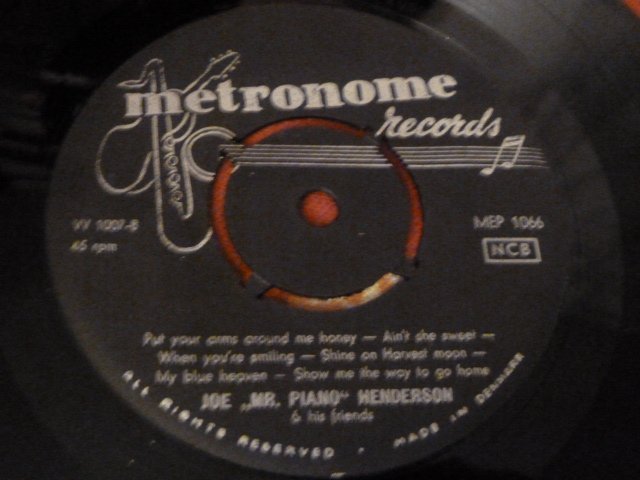 metronome
records
VV 1007-B
45 rpm
MEP 1066
NCB
Put your arms around me honey — Ain't she sweet —
When you're smiling — Shine on Harvest moon —
My blue heaven — Show me the way to go home
JOE „MR. PIANO" HENDERSON
& his friends
ALL RIGHTS RESERVED · MADE IN DENMARK